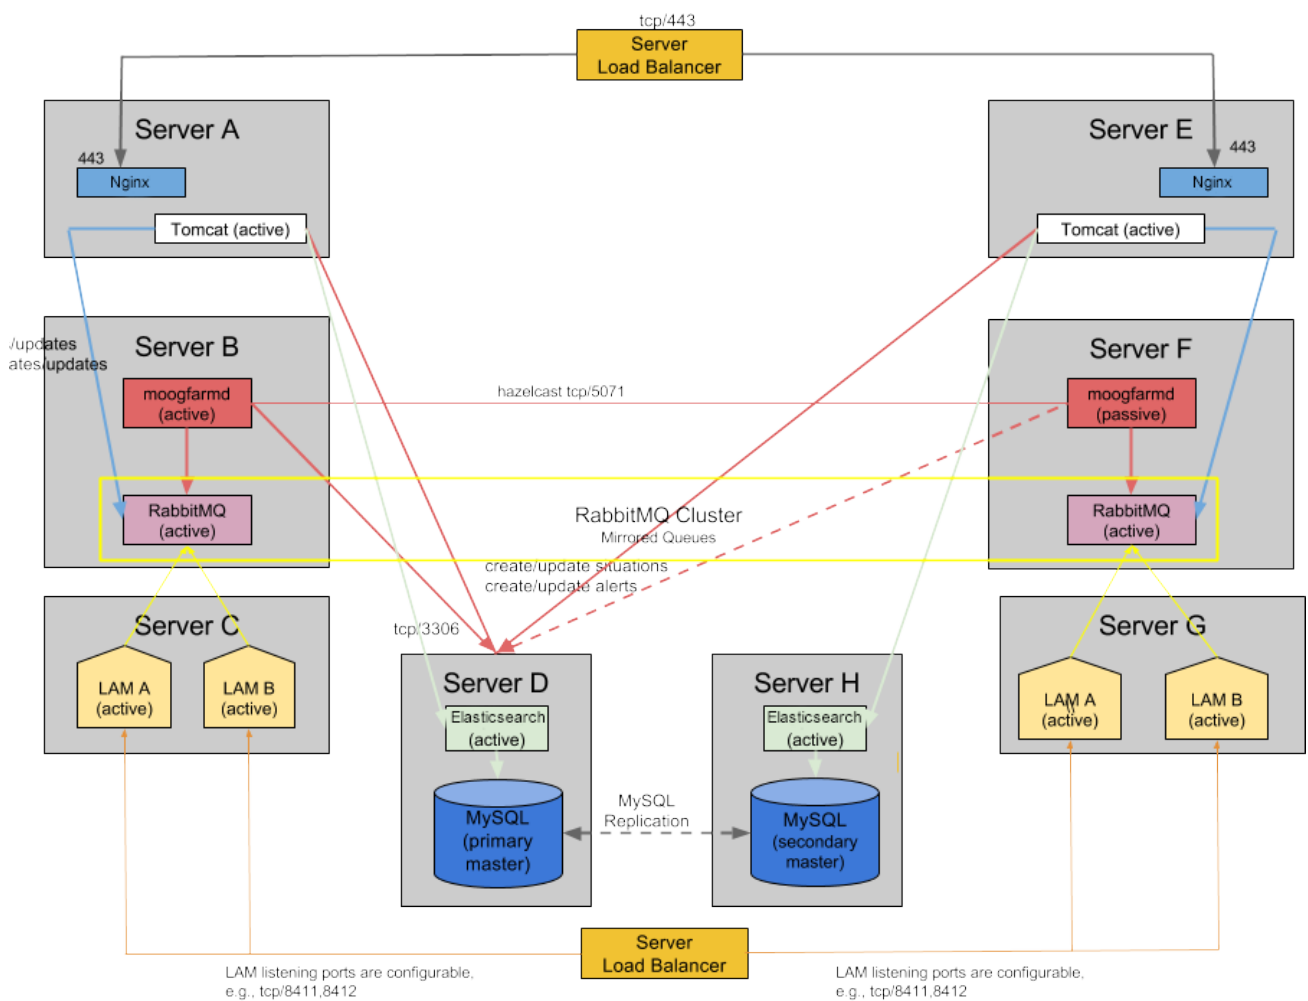 tcp/443
Server
Load Balancer
Server A
443
Nginx
Tomcat (active)
Server E
443
Nginx
Tomcat (active)
/updates
ates/updates
Server B
moogfarmd
(active)
hazelcast tcp/5071
Server F
moogfarmd
(passive)
RabbitMQ
(active)
RabbitMQ Cluster
Mirrored Queues
RabbitMQ
(active)
create/update situations
create/update alerts
Server C
LAM A
(active)
LAM B
(active)
tcp/3306
Server D
Elasticsearch
(active)
MySQL
(primary
master)
MySQL
Replication
Server H
Elasticsearch
(active)
MySQL
(secondary
master)
Server G
LAM A
(active)
LAM B
(active)
Server
Load Balancer
LAM listening ports are configurable,
e.g., tcp/8411,8412
LAM listening ports are configurable,
e.g., tcp/8411,8412